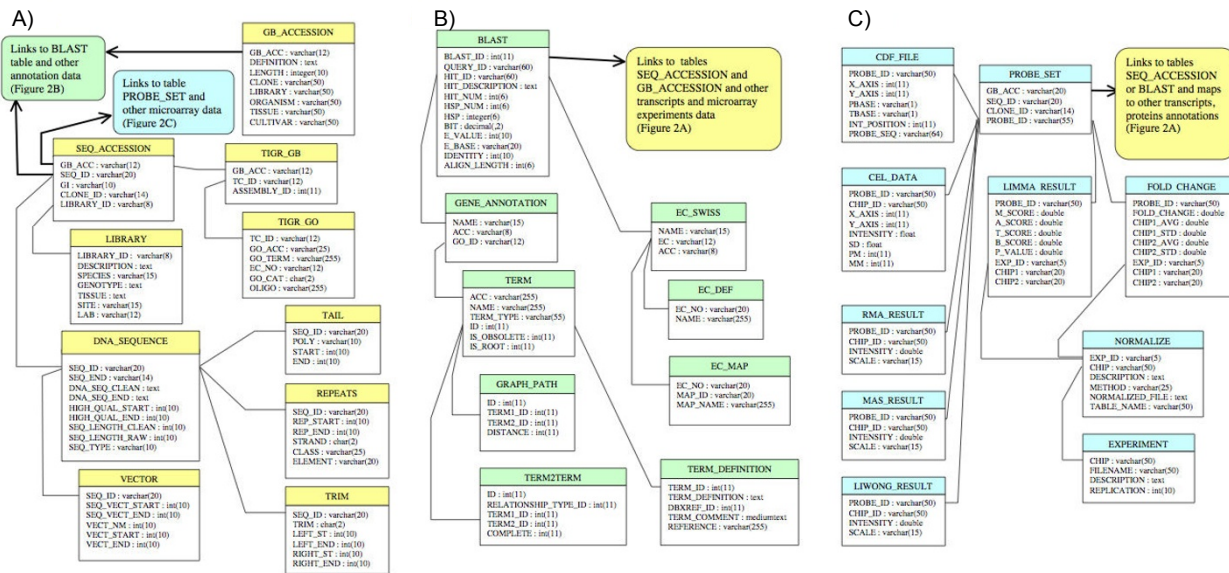 A)
Links to BLAST
table and other
annotation data
(Figure 2B)
Links to table
PROBE_SET
and other
microarray data
(Figure 2C)
GB_ACCESSION
GB_ACC : varchar(12)
DEFINITION : text
LENGTH : integer(10)
CLONE : varchar(50)
LIBRARY : varchar(50)
ORGANISM : varchar(50)
TISSUE : varchar(50)
CULTIVAR : varchar(50)
SEQ_ACCESSION
GB_ACC : varchar(12)
SEQ_ID : varchar(20)
GI : varchar(10)
CLONE_ID : varchar(14)
LIBRARY_ID : varchar(8)
TIGR_GB
GB_ACC : varchar(12)
TC_ID : varchar(12)
ASSEMBLY_ID : int(11)
TIGR_GO
TC_ID : varchar(12)
GO_ACC : varchar(25)
GO_TERM : varchar(255)
EC_NO : varchar(12)
GO_CAT : char(2)
OLIGO : varchar(255)
LIBRARY
LIBRARY_ID : varchar(8)
DESCRIPTION : text
SPECIES : varchar(15)
GENOTYPE : text
TISSUE : text
SITE : varchar(15)
LAB : varchar(12)
DNA_SEQUENCE
SEQ_ID : varchar(20)
SEQ_END : varchar(14)
DNA_SEQ_CLEAN : text
DNA_SEQ_END : text
HIGH_QUAL_START : int(10)
HIGH_QUAL_END : int(10)
SEQ_LENGTH_CLEAN : int(10)
SEQ_LENGTH_RAW : int(10)
SEQ_TYPE : varchar(10)
TAIL
SEQ_ID : varchar(20)
POLY : varchar(10)
START : int(10)
END : int(10)
REPEATS
SEQ_ID : varchar(20)
REP_START : int(10)
REP_END : int(10)
STRAND : char(2)
CLASS : varchar(25)
ELEMENT : varchar(20)
VECTOR
SEQ_ID : varchar(20)
SEQ_VECT_START : int(10)
SEQ_VECT_END : int(10)
VECT_NM : int(10)
VECT_START : int(10)
VECT_END : int(10)
TRIM
SEQ_ID : varchar(20)
TRIM : char(2)
LEFT_ST : int(10)
LEFT_END : int(10)
RIGHT_ST : int(10)
RIGHT_END : int(10)
B)
BLAST
BLAST_ID : int(11)
QUERY_ID : varchar(60)
HIT_ID : varchar(60)
HIT_DESCRIPTION : text
HIT_NUM : int(6)
HSP_NUM : int(6)
HSP : integer(6)
BIT : decimal(,2)
E_VALUE : int(10)
E_BASE : varchar(20)
IDENTITY : int(10)
ALIGN_LENGTH : int(6)
Links to tables
SEQ_ACCESSION and
GB_ACCESSION and other
transcripts and microarray
experiments data
(Figure 2A)
GENE_ANNOTATION
NAME : varchar(15)
ACC : varchar(8)
GO_ID : varchar(12)
EC_SWISS
NAME : varchar(15)
EC : varchar(12)
ACC : varchar(8)
TERM
ACC : varchar(255)
NAME : varchar(255)
TERM_TYPE : varchar(55)
ID : int(11)
IS_OBSOLETE : int(11)
IS_ROOT : int(11)
EC_DEF
EC_NO : varchar(20)
NAME : varchar(255)
EC_MAP
EC_NO : varchar(20)
MAP_ID : varchar(20)
MAP_NAME : varchar(255)
GRAPH_PATH
ID : int(11)
TERM1_ID : int(11)
TERM2_ID : int(11)
DISTANCE : int(11)
TERM2TERM
ID : int(11)
RELATIONSHIP_TYPE_ID : int(11)
TERM1_ID : int(11)
TERM2_ID : int(11)
COMPLETE : int(11)
TERM_DEFINITION
TERM_ID : int(11)
TERM_DEFINITION : text
DBXREF_ID : int(11)
TERM_COMMENT : mediumtext
REFERENCE : varchar(255)
C)
CDF_FILE
PROBE_ID : varchar(50)
X_AXIS : int(11)
Y_AXIS : int(11)
PBASE : varchar(1)
TBASE : varchar(1)
INT_POSITION : int(11)
PROBE_SEQ : varchar(64)
PROBE_SET
GB_ACC : varchar(20)
SEQ_ID : varchar(20)
CLONE_ID : varchar(14)
PROBE_ID : varchar(55)
Links to tables
SEQ_ACCESSION
or BLAST and maps
to other transcripts,
proteins annotations
(Figure 2A)
CEL_DATA
PROBE_ID : varchar(50)
CHIP_ID : varchar(50)
X_AXIS : int(11)
Y_AXIS : int(11)
INTENSITY : float
SD : float
PM : int(11)
MM : int(11)
LIMMA_RESULT
PROBE_ID : varchar(50)
M_SCORE : double
A_SCORE : double
T_SCORE : double
B_SCORE : double
P_VALUE : double
EXP_ID : varchar(5)
CHIP1 : varchar(20)
CHIP2 : varchar(20)
FOLD_CHANGE
PROBE_ID : varchar(50)
FOLD_CHANGE : double
CHIP1_AVG : double
CHIP1_STD : double
CHIP2_AVG : double
CHIP2_STD : double
EXP_ID : varchar(5)
CHIP1 : varchar(20)
CHIP2 : varchar(20)
RMA_RESULT
PROBE_ID : varchar(50)
CHIP_ID : varchar(50)
INTENSITY : double
SCALE : varchar(15)
NORMALIZE
EXP_ID : varchar(5)
CHIP : varchar(50)
DESCRIPTION : text
METHOD : varchar(25)
NORMALIZED_FILE : text
TABLE_NAME : varchar(50)
MAS_RESULT
PROBE_ID : varchar(50)
CHIP_ID : varchar(50)
INTENSITY : double
SCALE : varchar(15)
EXPERIMENT
CHIP : varchar(50)
FILENAME : varchar(50)
DESCRIPTION : text
REPLICATION : int(10)
LIWONG_RESULT
PROBE_ID : varchar(50)
CHIP_ID : varchar(50)
INTENSITY : double
SCALE : varchar(15)